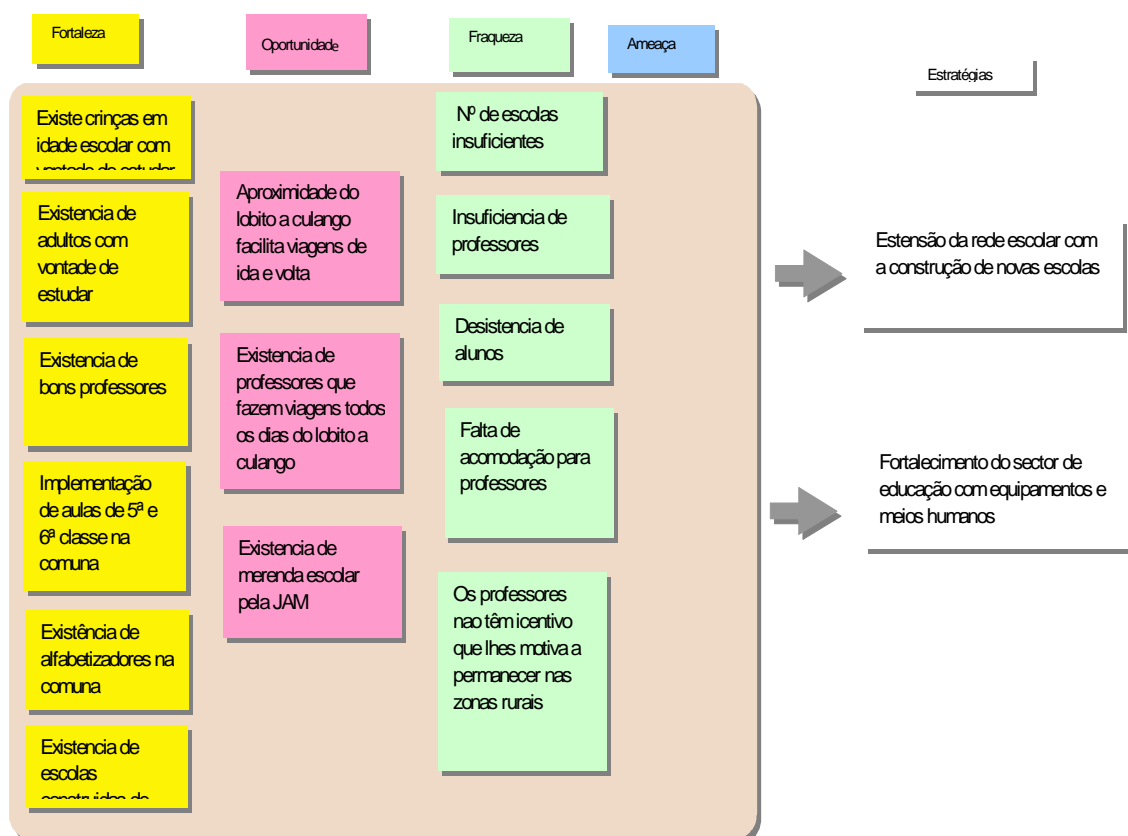 Fortaleza
Oportunidade
Fraqueza
Ameaça
Estratégias
Existe crinças em
idade escolar com
vontade de estudar
Existencia de
adultos com
vontade de
estudar
Existencia de
bons professores
Implementação
de aulas de 5ª e
6ª classe na
comuna
Existência de
alfabetizadores na
comuna
Existencia de
escolas
Aproximidade do
lobito a culango
facilita viagens de
ida e volta
Existencia de
professores que
fazem viagens todos
os dias do lobito a
culango
Existencia de
merenda escolar
pela JAM
Nº de escolas
insuficientes
Insuficiencia de
professores
Desistencia de
alunos
Falta de
acomodação para
professores
Os professores
nao têm icentivo
que lhes motiva a
permanecer nas
zonas rurais
Estensão da rede escolar com
a construção de novas escolas
Fortalecimento do sector de
educação com equipamentos e
meios humanos